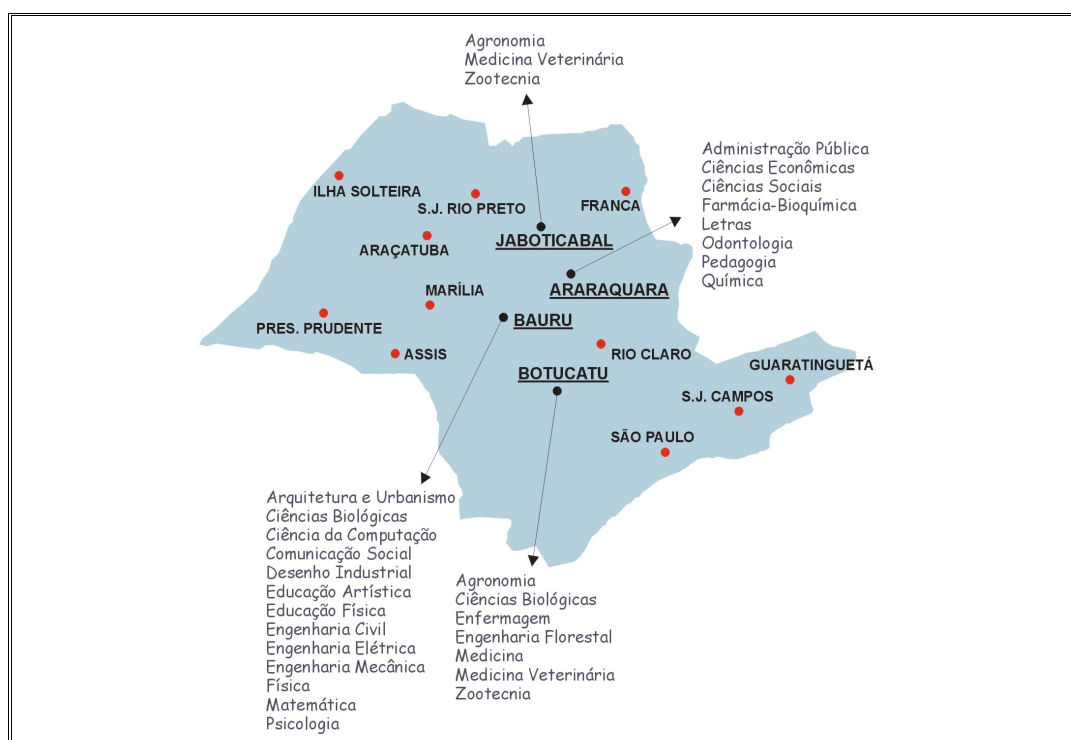 Agronomia
Medicina Veterinária
Zootecnia
Administração Pública
Ciências Econômicas
Ciências Sociais
Farmácia-Bioquímica
Letras
Odontologia
Pedagogia
Química
ILHA SOLTEIRA
S.J. RIO PRETO
FRANCA
JABOTICABAL
ARAÇATUBA
ARARAQUARA
MARÍLIA
BAURU
PRES. PRUDENTE
ASSIS
RIO CLARO
BOTUCATU
GUARATINGUETÁ
S.J. CAMPOS
SÃO PAULO
Arquitetura e Urbanismo
Ciências Biológicas
Ciência da Computação
Comunicação Social
Desenho Industrial
Educação Artística
Educação Física
Engenharia Civil
Engenharia Elétrica
Engenharia Mecânica
Física
Matemática
Psicologia
Agronomia
Ciências Biológicas
Enfermagem
Engenharia Florestal
Medicina
Medicina Veterinária
Zootecnia